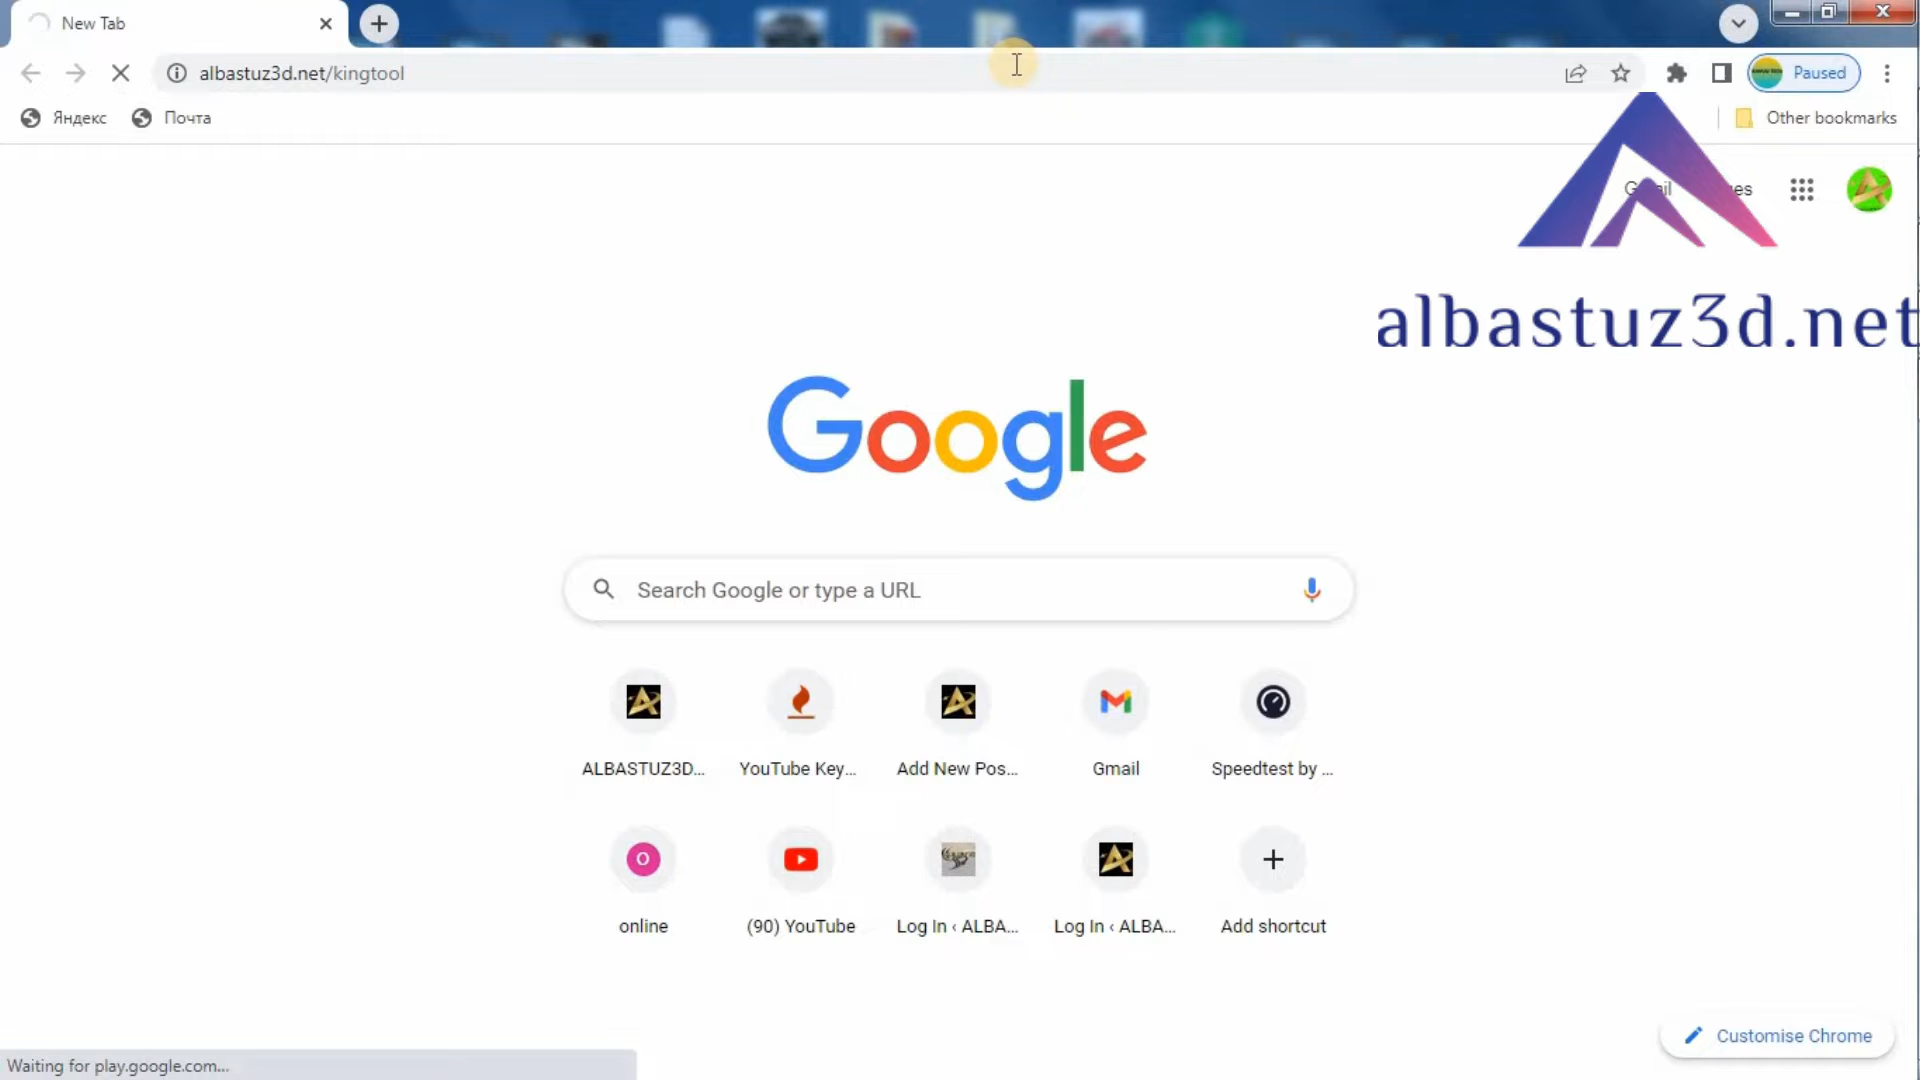 New Tab
albastuz3d.net/kingtool
Paused
Яндекс
Почта
Other bookmarks
albastuz3d.net
Google
Search Google or type a URL
ALBASTUZ3D...
YouTube Key...
Add New Pos...
Gmail
Speedtest by ...
O
online
(90) YouTube
Log In ‹ ALBA...
Log In ‹ ALBA...
Add shortcut
Customise Chrome
Waiting for play.google.com...